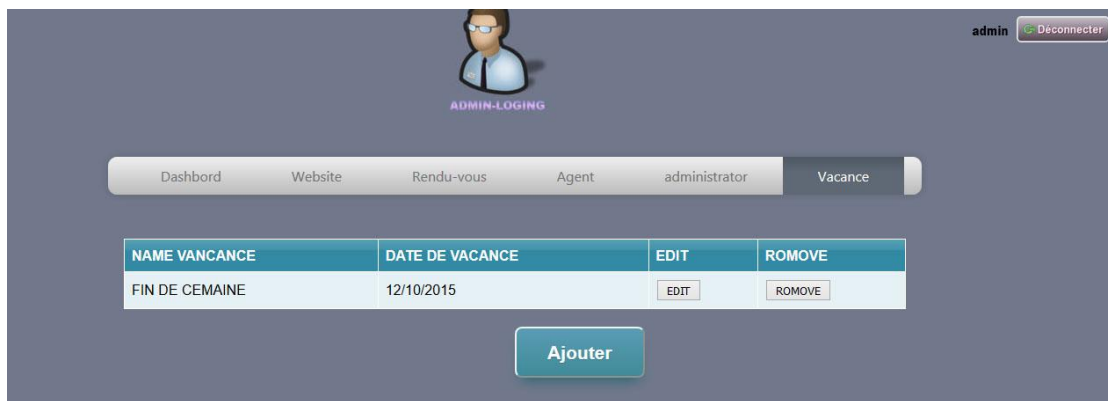 admin Déconnecter
ADMIN-LOGING
Dashbord Website Rendu-vous Agent administrator Vacance
NAME VANCANCE DATE DE VACANCE EDIT ROMOVE
FIN DE CEMAINE 12/10/2015 EDIT ROMOVE
Ajouter